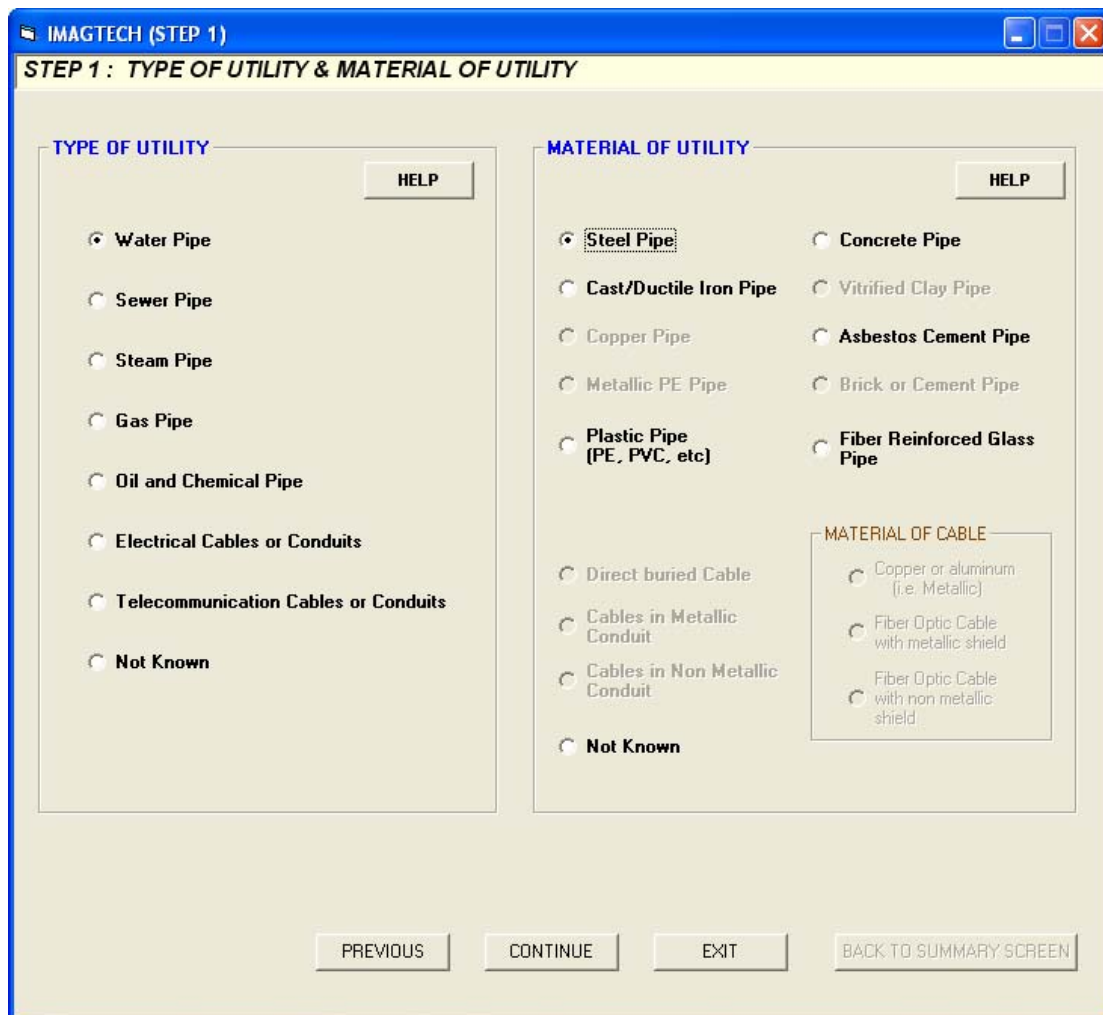 IMAGTECH (STEP 1)
STEP 1 : TYPE OF UTILITY & MATERIAL OF UTILITY
TYPE OF UTILITY
HELP
Water Pipe
Sewer Pipe
Steam Pipe
Gas Pipe
Oil and Chemical Pipe
Electrical Cables or Conduits
Telecommunication Cables or Conduits
Not Known
MATERIAL OF UTILITY
HELP
Steel Pipe
Cast/Ductile Iron Pipe
Copper Pipe
Metallic PE Pipe
Plastic Pipe
(PE, PVC, etc)
Concrete Pipe
Vitrified Clay Pipe
Asbestos Cement Pipe
Brick or Cement Pipe
Fiber Reinforced Glass
Pipe
Direct buried Cable
Cables in Metallic
Conduit
Cables in Non Metallic
Conduit
Not Known
MATERIAL OF CABLE
Copper or aluminum
(i.e. Metallic)
Fiber Optic Cable
with metallic shield
Fiber Optic Cable
with non metallic
shield
PREVIOUS
CONTINUE
EXIT
BACK TO SUMMARY SCREEN